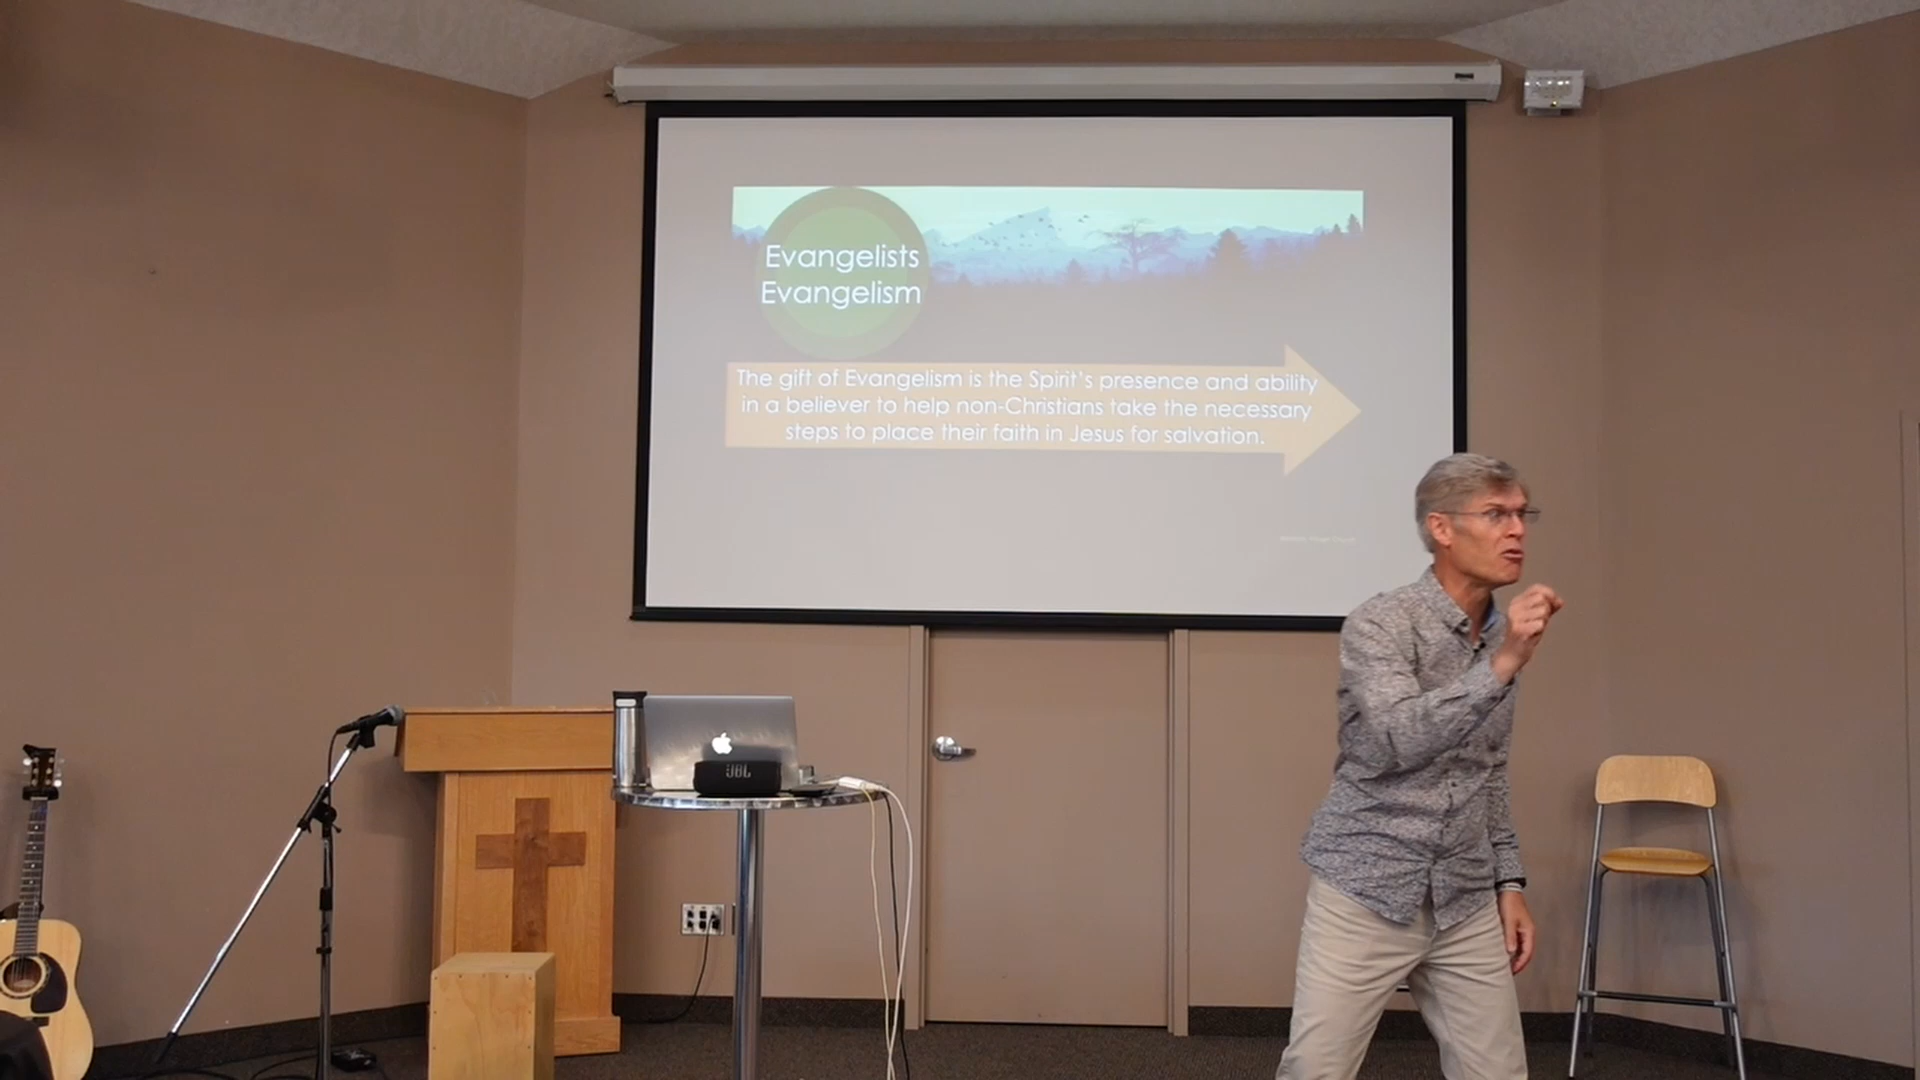 Evangelists
Evangelism
The gift of Evangelism is the Spirit's presence and ability
in a believer to help non-Christians take the necessary
steps to place their faith in Jesus for salvation.
JBL